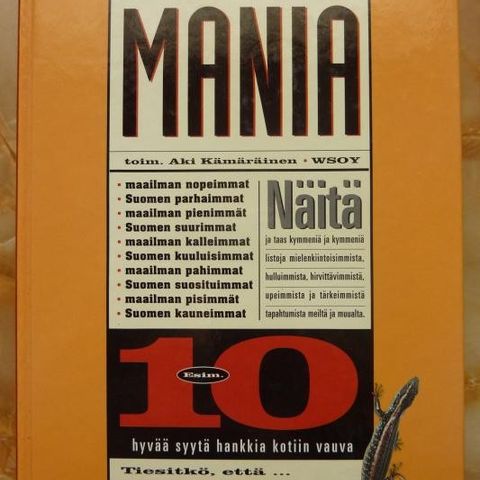 MANIA
toim. Aki Kämäräinen • WSOY
• maailman nopeimmat
• Suomen parhaimmat
• maailman pienimmät
• Suomen suurimmat
• maailman kalleimmat
• Suomen kuuluisimmat
• maailman pahimmat
• Suomen suosituimmat
• maailman pisimmät
• Suomen kauneimmat
Näitä
ja taas kymmeniä ja kymmeniä
listoja mielenkiintoisimmista,
hulluimmista, hirvittävimmistä,
upeimmista ja tärkeimmistä
tapahtumista meiltä ja muualta.
Esim.
10
hyvää syytä hankkia kotiin vauva
Tiesitkö, että ...